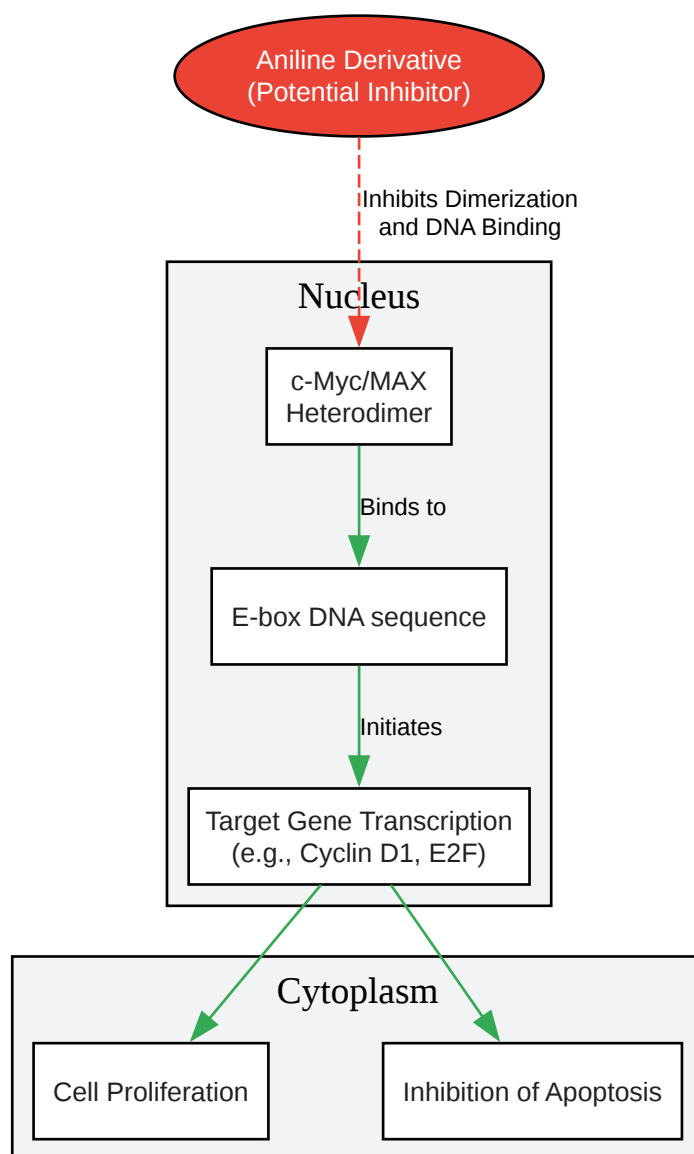 Aniline Derivative
(Potential Inhibitor)
Inhibits Dimerization
and DNA Binding
Nucleus
c-Myc/MAX
Heterodimer
Binds to
E-box DNA sequence
Initiates
Target Gene Transcription
(e.g., Cyclin D1, E2F)
Cytoplasm
Cell Proliferation
Inhibition of Apoptosis